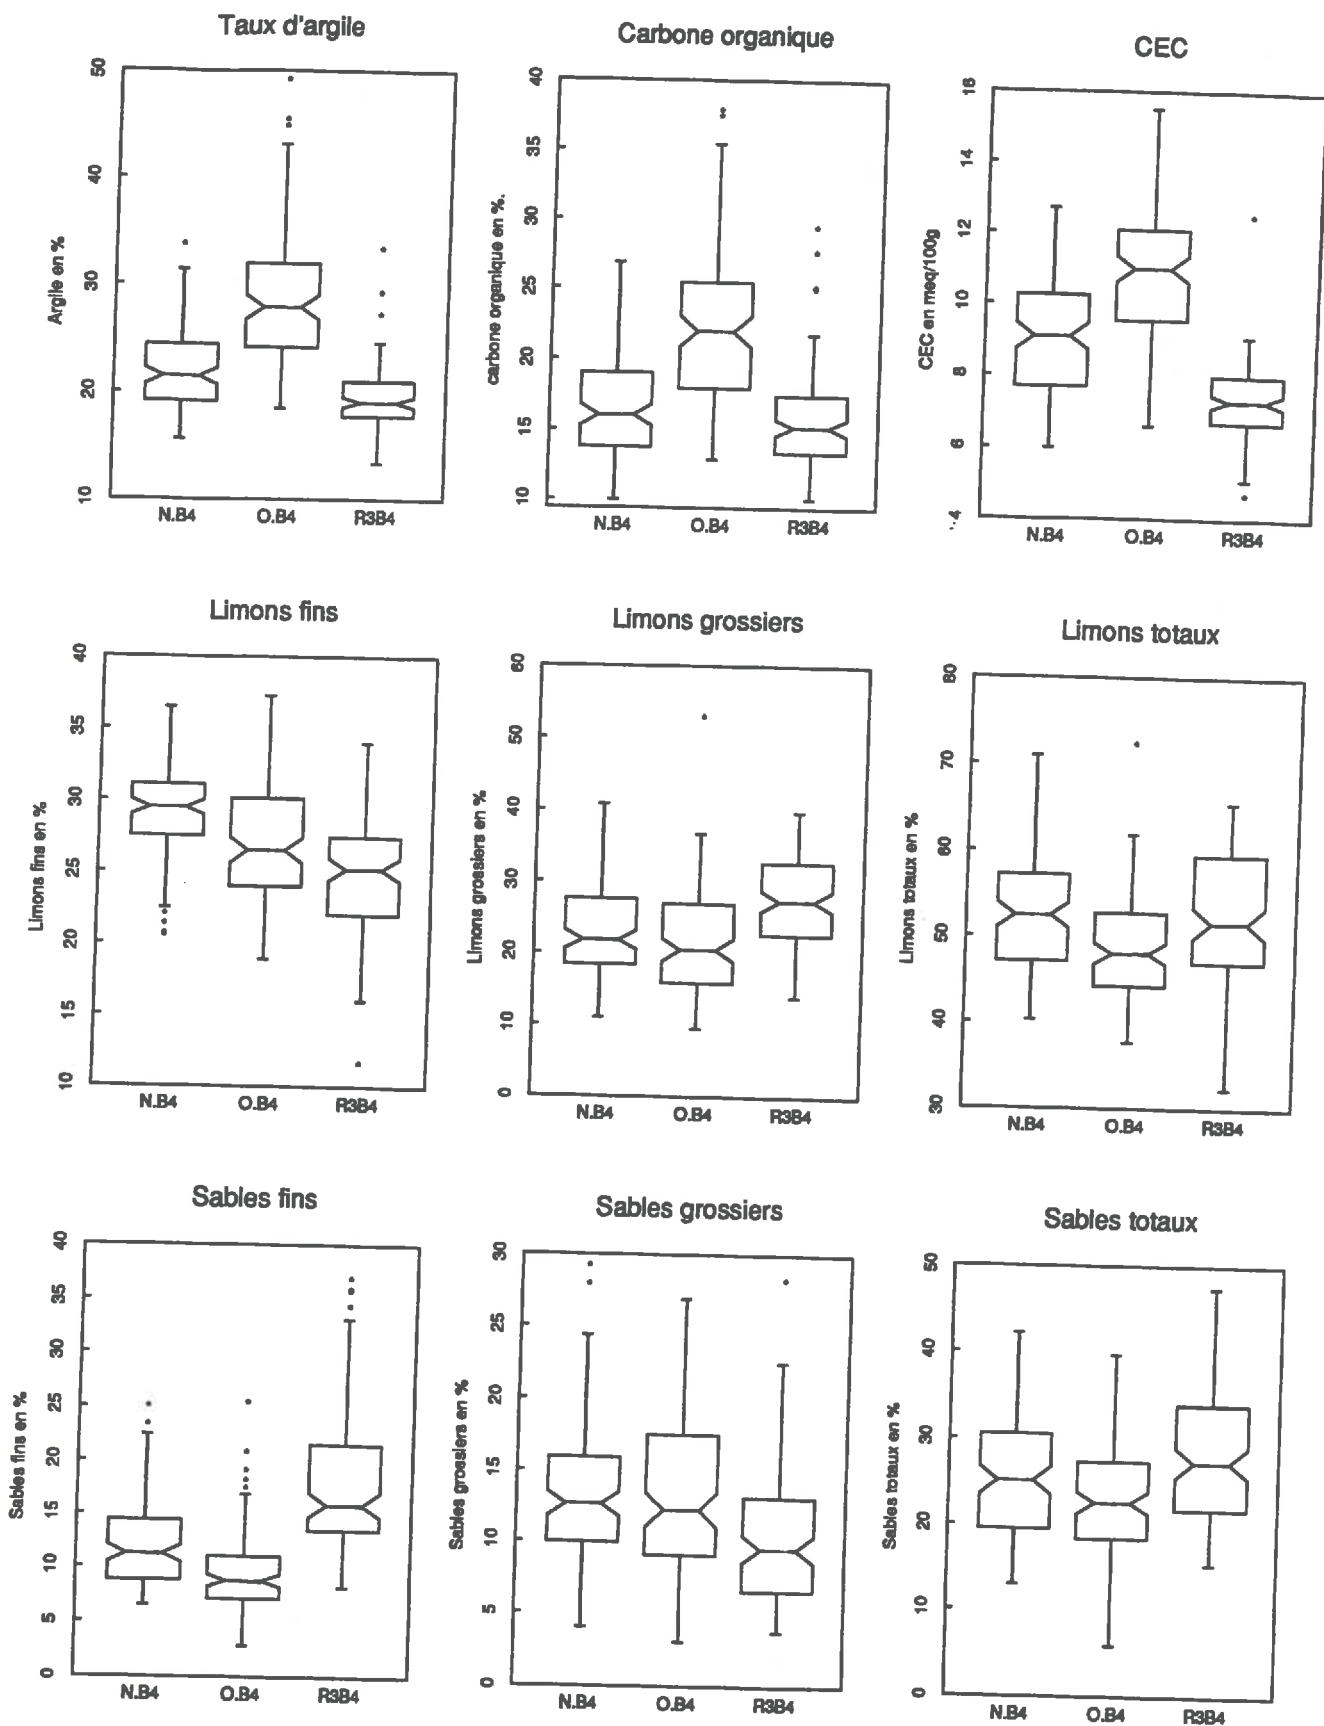 Taux d'argile
Argile en %
50
40
30
20
10
N.B4 O.B4 R3B4
Carbone organique
carbone organique en %.
40
35
30
25
20
15
10
N.B4 O.B4 R3B4
CEC
CEC en meq/100g
16
14
12
10
8
6
4
N.B4 O.B4 R3B4
Limons fins
Limons fins en %
40
35
30
25
20
15
10
N.B4 O.B4 R3B4
Limons grossiers
Limons grossiers en %
60
50
40
30
20
10
0
N.B4 O.B4 R3B4
Limons totaux
Limons totaux en %
80
70
60
50
40
30
N.B4 O.B4 R3B4
Sables fins
Sables fins en %
40
35
30
25
20
15
10
5
0
N.B4 O.B4 R3B4
Sables grossiers
Sables grossiers en %
30
25
20
15
10
5
0
N.B4 O.B4 R3B4
Sables totaux
Sables totaux en %
50
40
30
20
10
0
N.B4 O.B4 R3B4